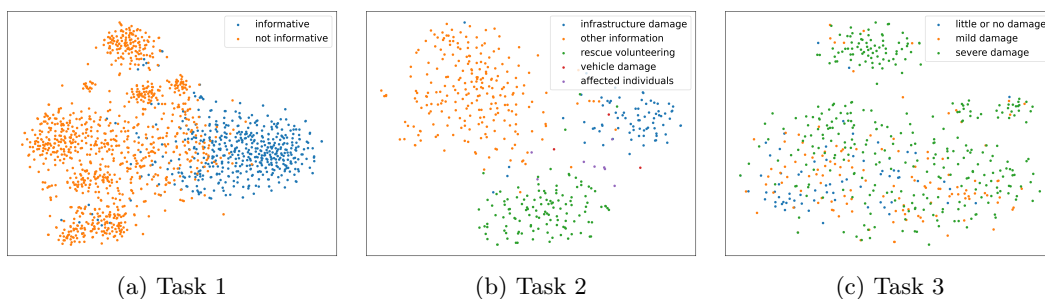 informative
not informative
infrastructure damage
other information
rescue volunteering
vehicle damage
affected individuals
little or no damage
mild damage
severe damage
(a) Task 1
(b) Task 2
(c) Task 3